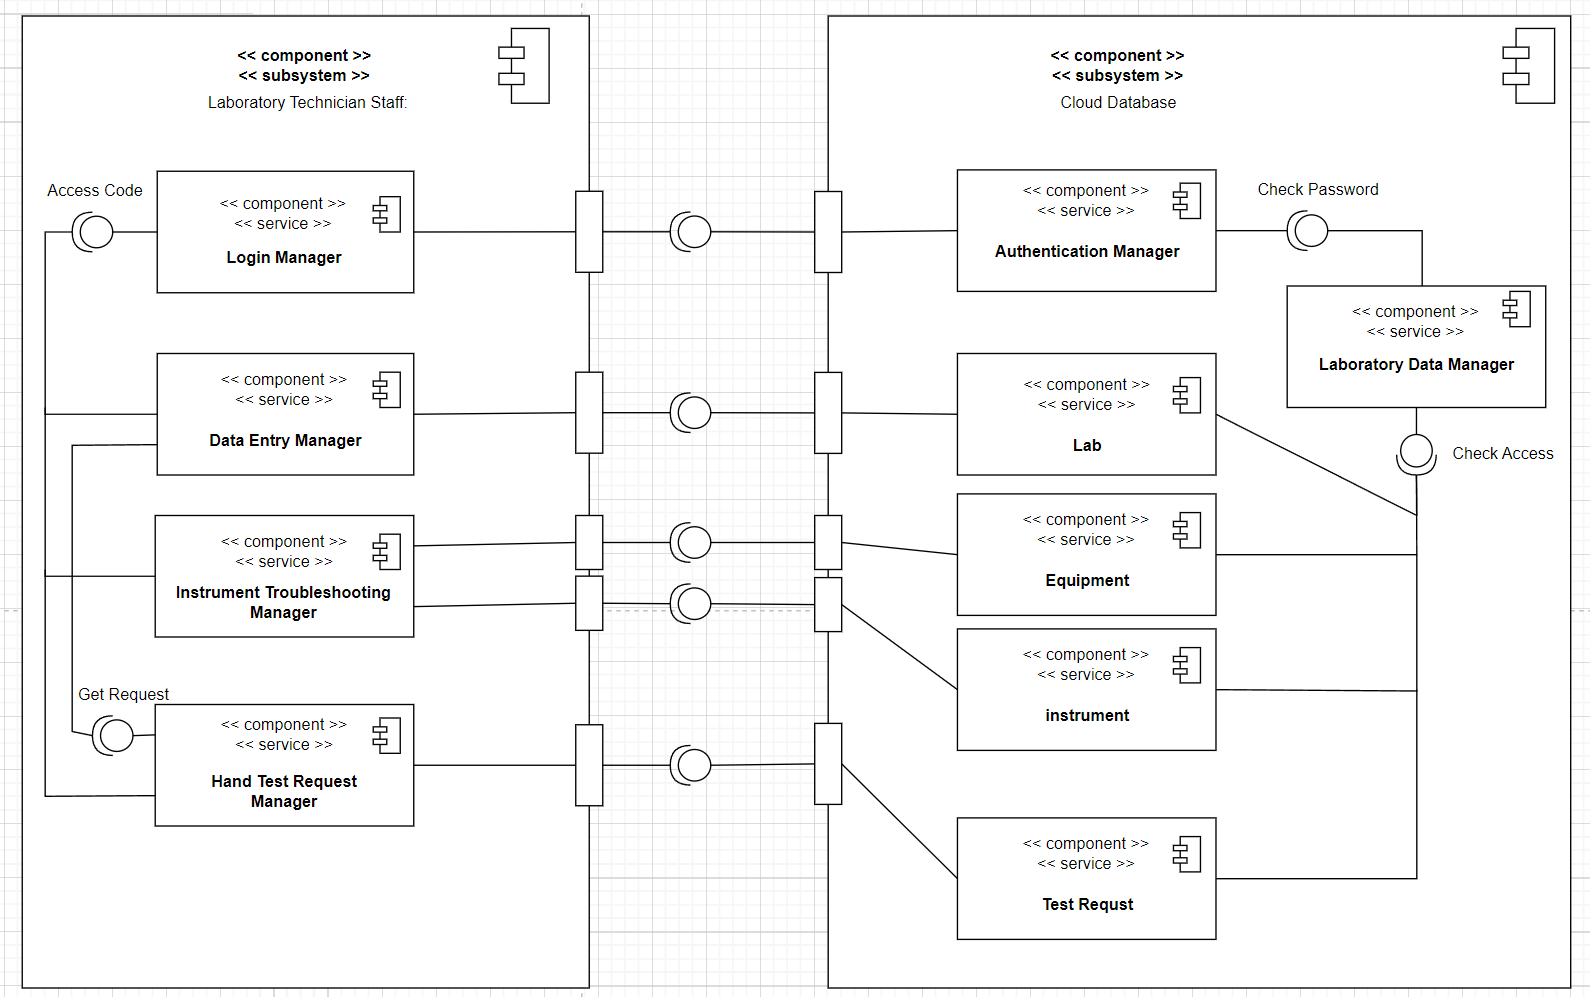 << component >>
<< subsystem >>
Laboratory Technician Staff:
Access Code
<< component >>
<< service >>
Login Manager
<< component >>
<< service >>
Data Entry Manager
<< component >>
<< service >>
Instrument Troubleshooting
Manager
Get Request
<< component >>
<< service >>
Hand Test Request
Manager
<< component >>
<< subsystem >>
Cloud Database
<< component >>
<< service >>
Authentication Manager
Check Password
<< component >>
<< service >>
Laboratory Data Manager
Check Access
<< component >>
<< service >>
Lab
<< component >>
<< service >>
Equipment
<< component >>
<< service >>
instrument
<< component >>
<< service >>
Test Requst